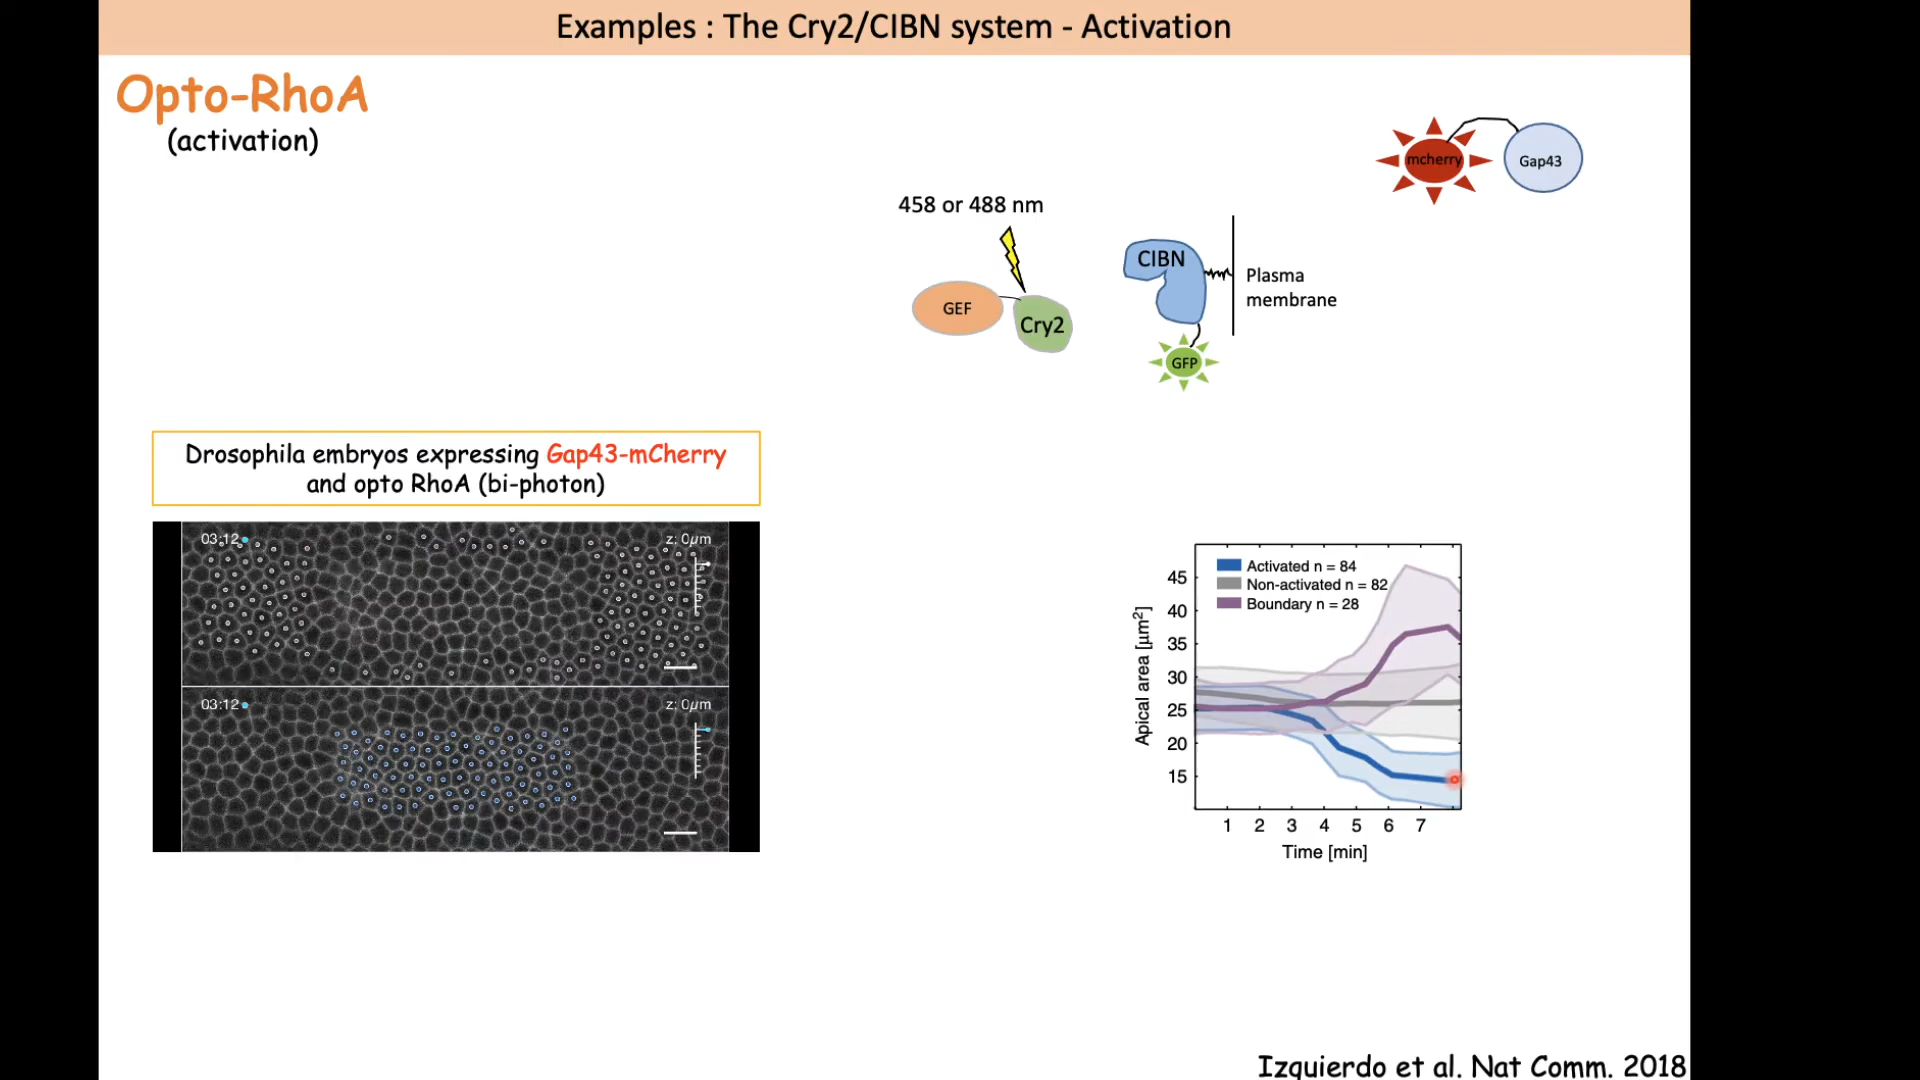 Examples : The Cry2/CIBN system - Activation
Opto-RhoA
(activation)
mcherry
Gap43
458 or 488 nm
CIBN
Plasma
membrane
GEF
Cry2
GFP
Drosophila embryos expressing Gap43-mCherry
and opto RhoA (bi-photon)
03:12
z: 0μm
03:12
z: 0μm
Activated n = 84
Non-activated n = 82
Boundary n = 28
Apical area [μm²]
45
40
35
30
25
20
15
1 2 3 4 5 6 7
Time [min]
Izquierdo et al. Nat Comm. 2018